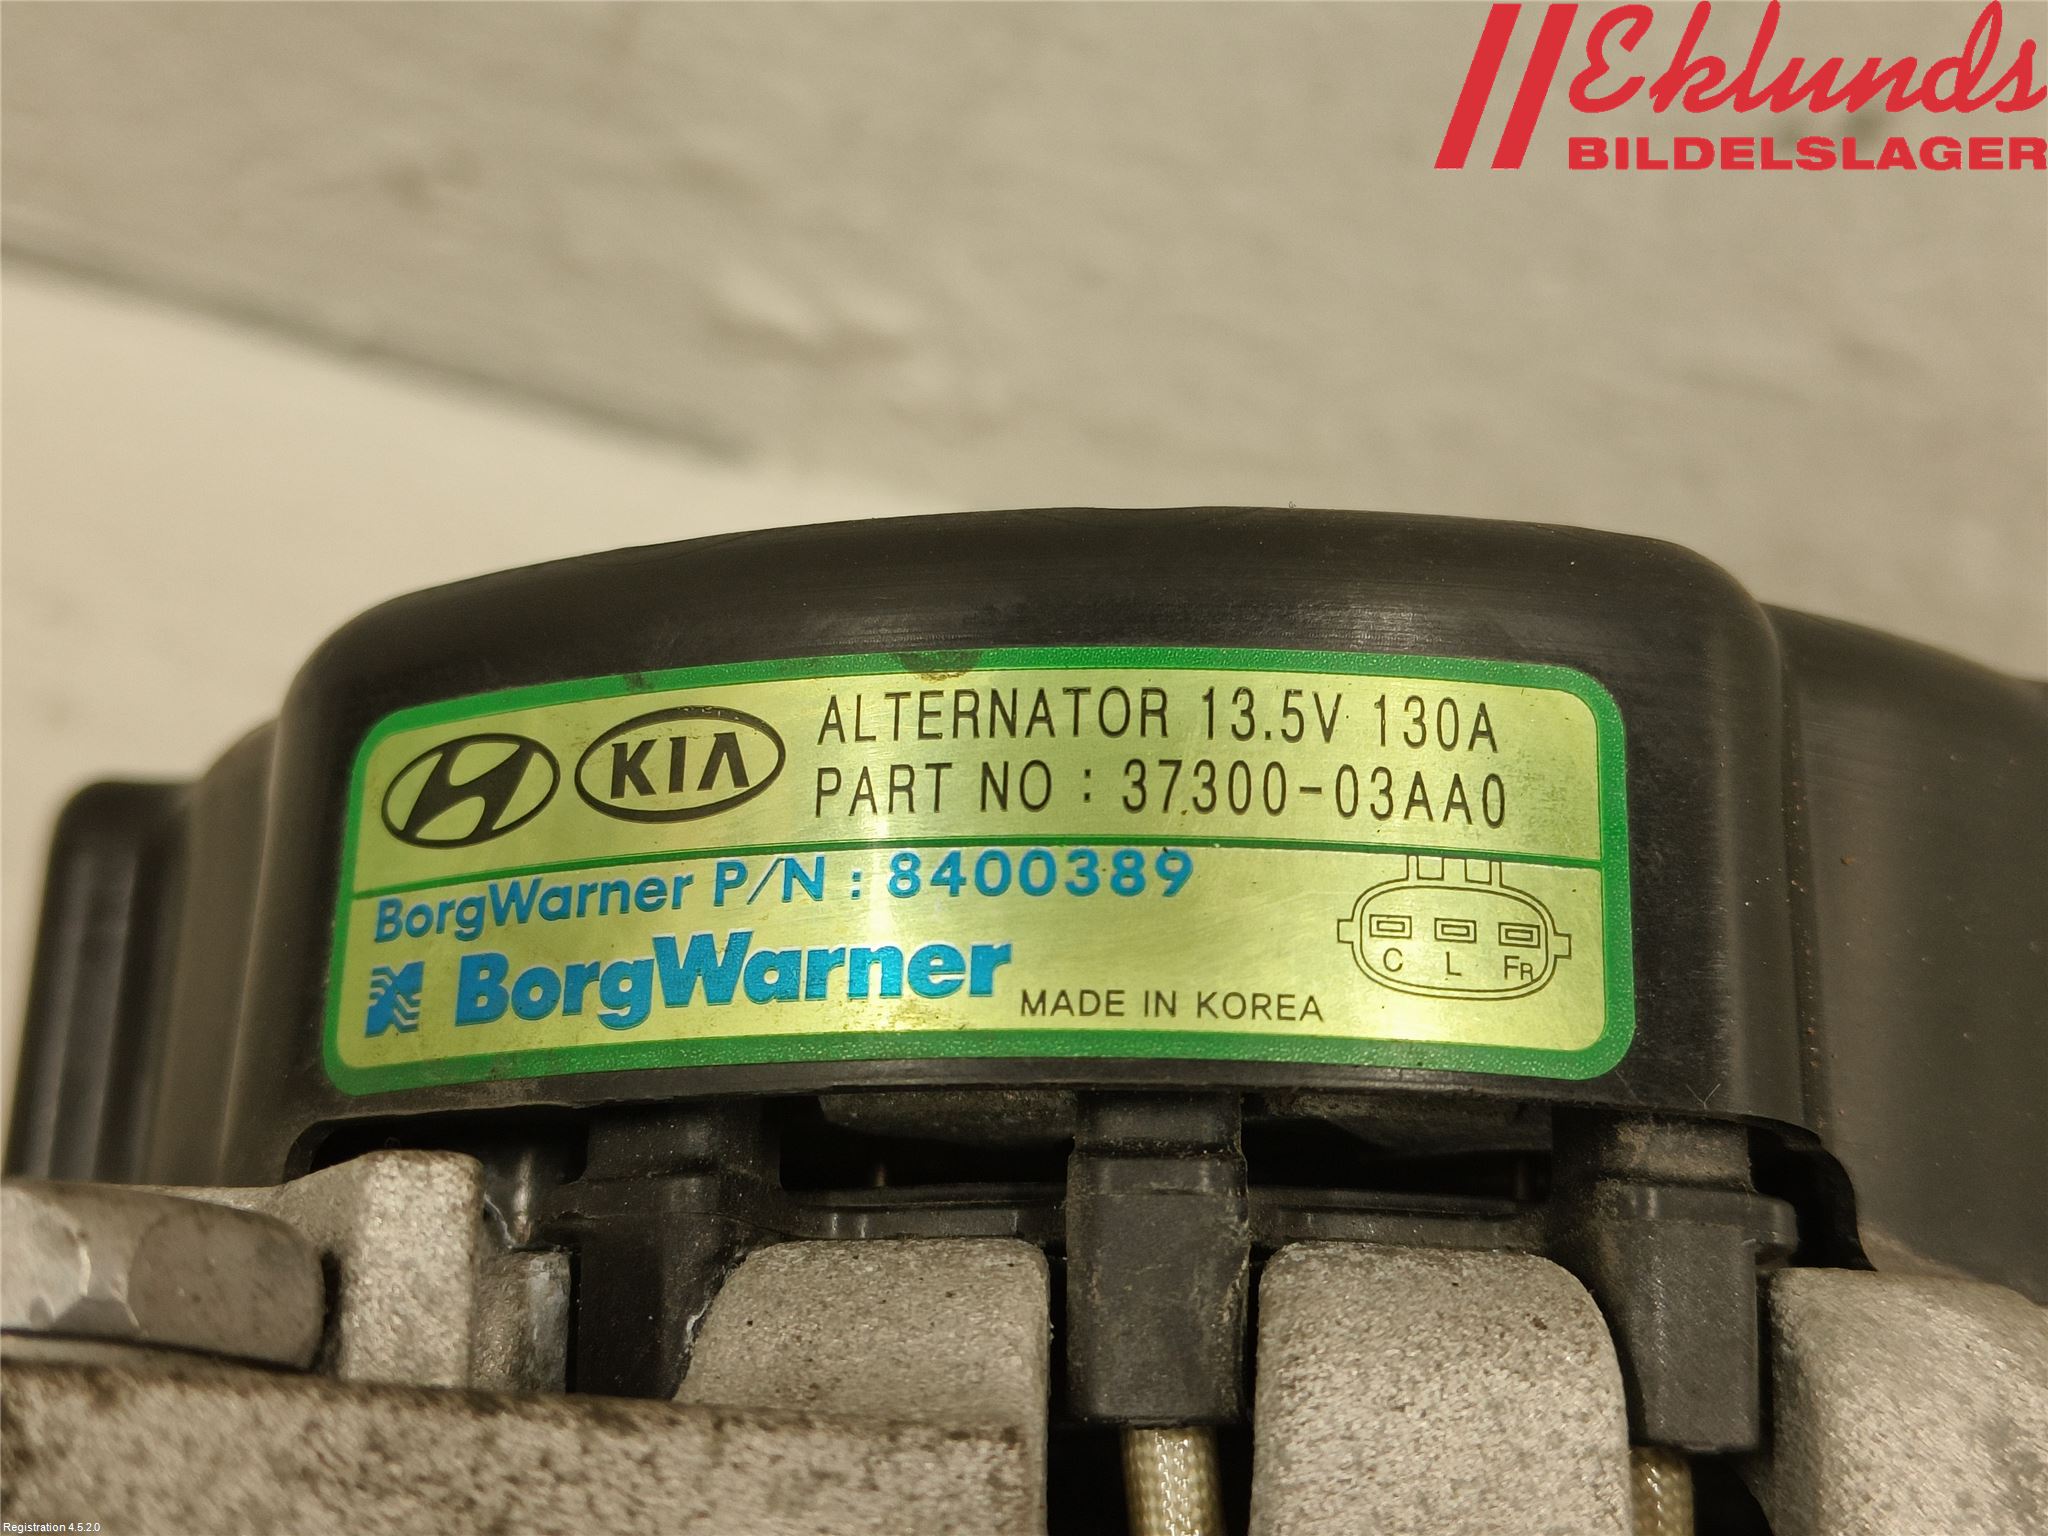 Eklunds
BILDELSLAGER
KIA
ALTERNATOR 13.5V 130A
PART NO : 37300-03AA0
BorgWarner P/N : 8400389
BorgWarner
MADE IN KOREA
C L FR
Registration 4.5.2.0